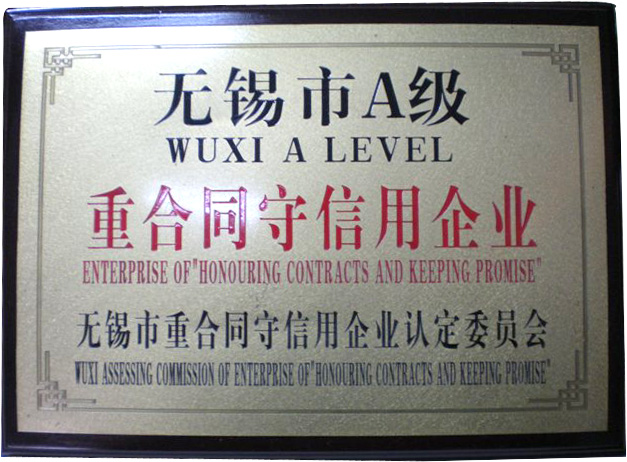 无锡市A级
WUXI A LEVEL
重合同守信用企业
ENTERPRISE OF"HONOURING CONTRACTS AND KEEPING PROMISE"
无锡市重合同守信用企业认定委员会
WUXI ASSESSING COMMISSION OF ENTERPRISE OF"HONOURING CONTRACTS AND KEEPING PROMISE"